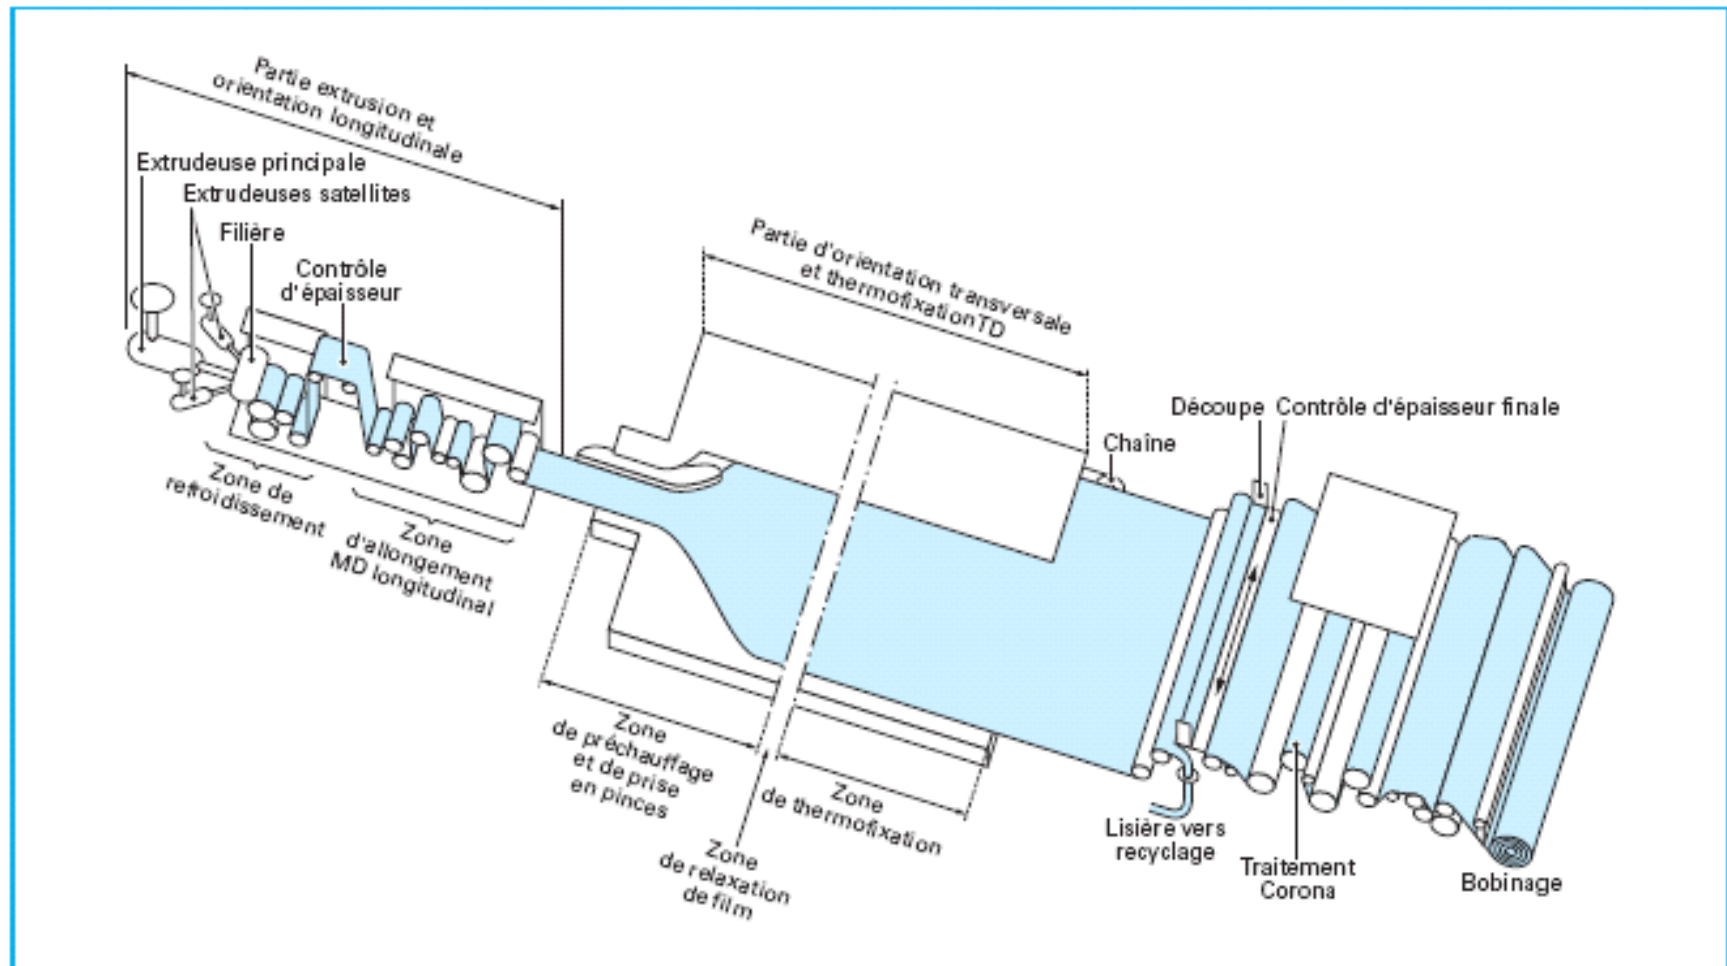 Partie extrusion et
orientation longitudinale
Extrudeuse principale
Extrudeuses satellites
Filière
Contrôle
d'épaisseur
Zone de
refroidissement
Zone
d'allongement
MD longitudinal
Partie d'orientation transversale
et thermofixationTD
Zone
de préchauffage
et de prise
en pinces
Zone
de relaxation
de film
Zone
de thermofixation
Chaîne
Découpe
Contrôle d'épaisseur finale
Lisière vers
recyclage
Traitement
Corona
Bobinage